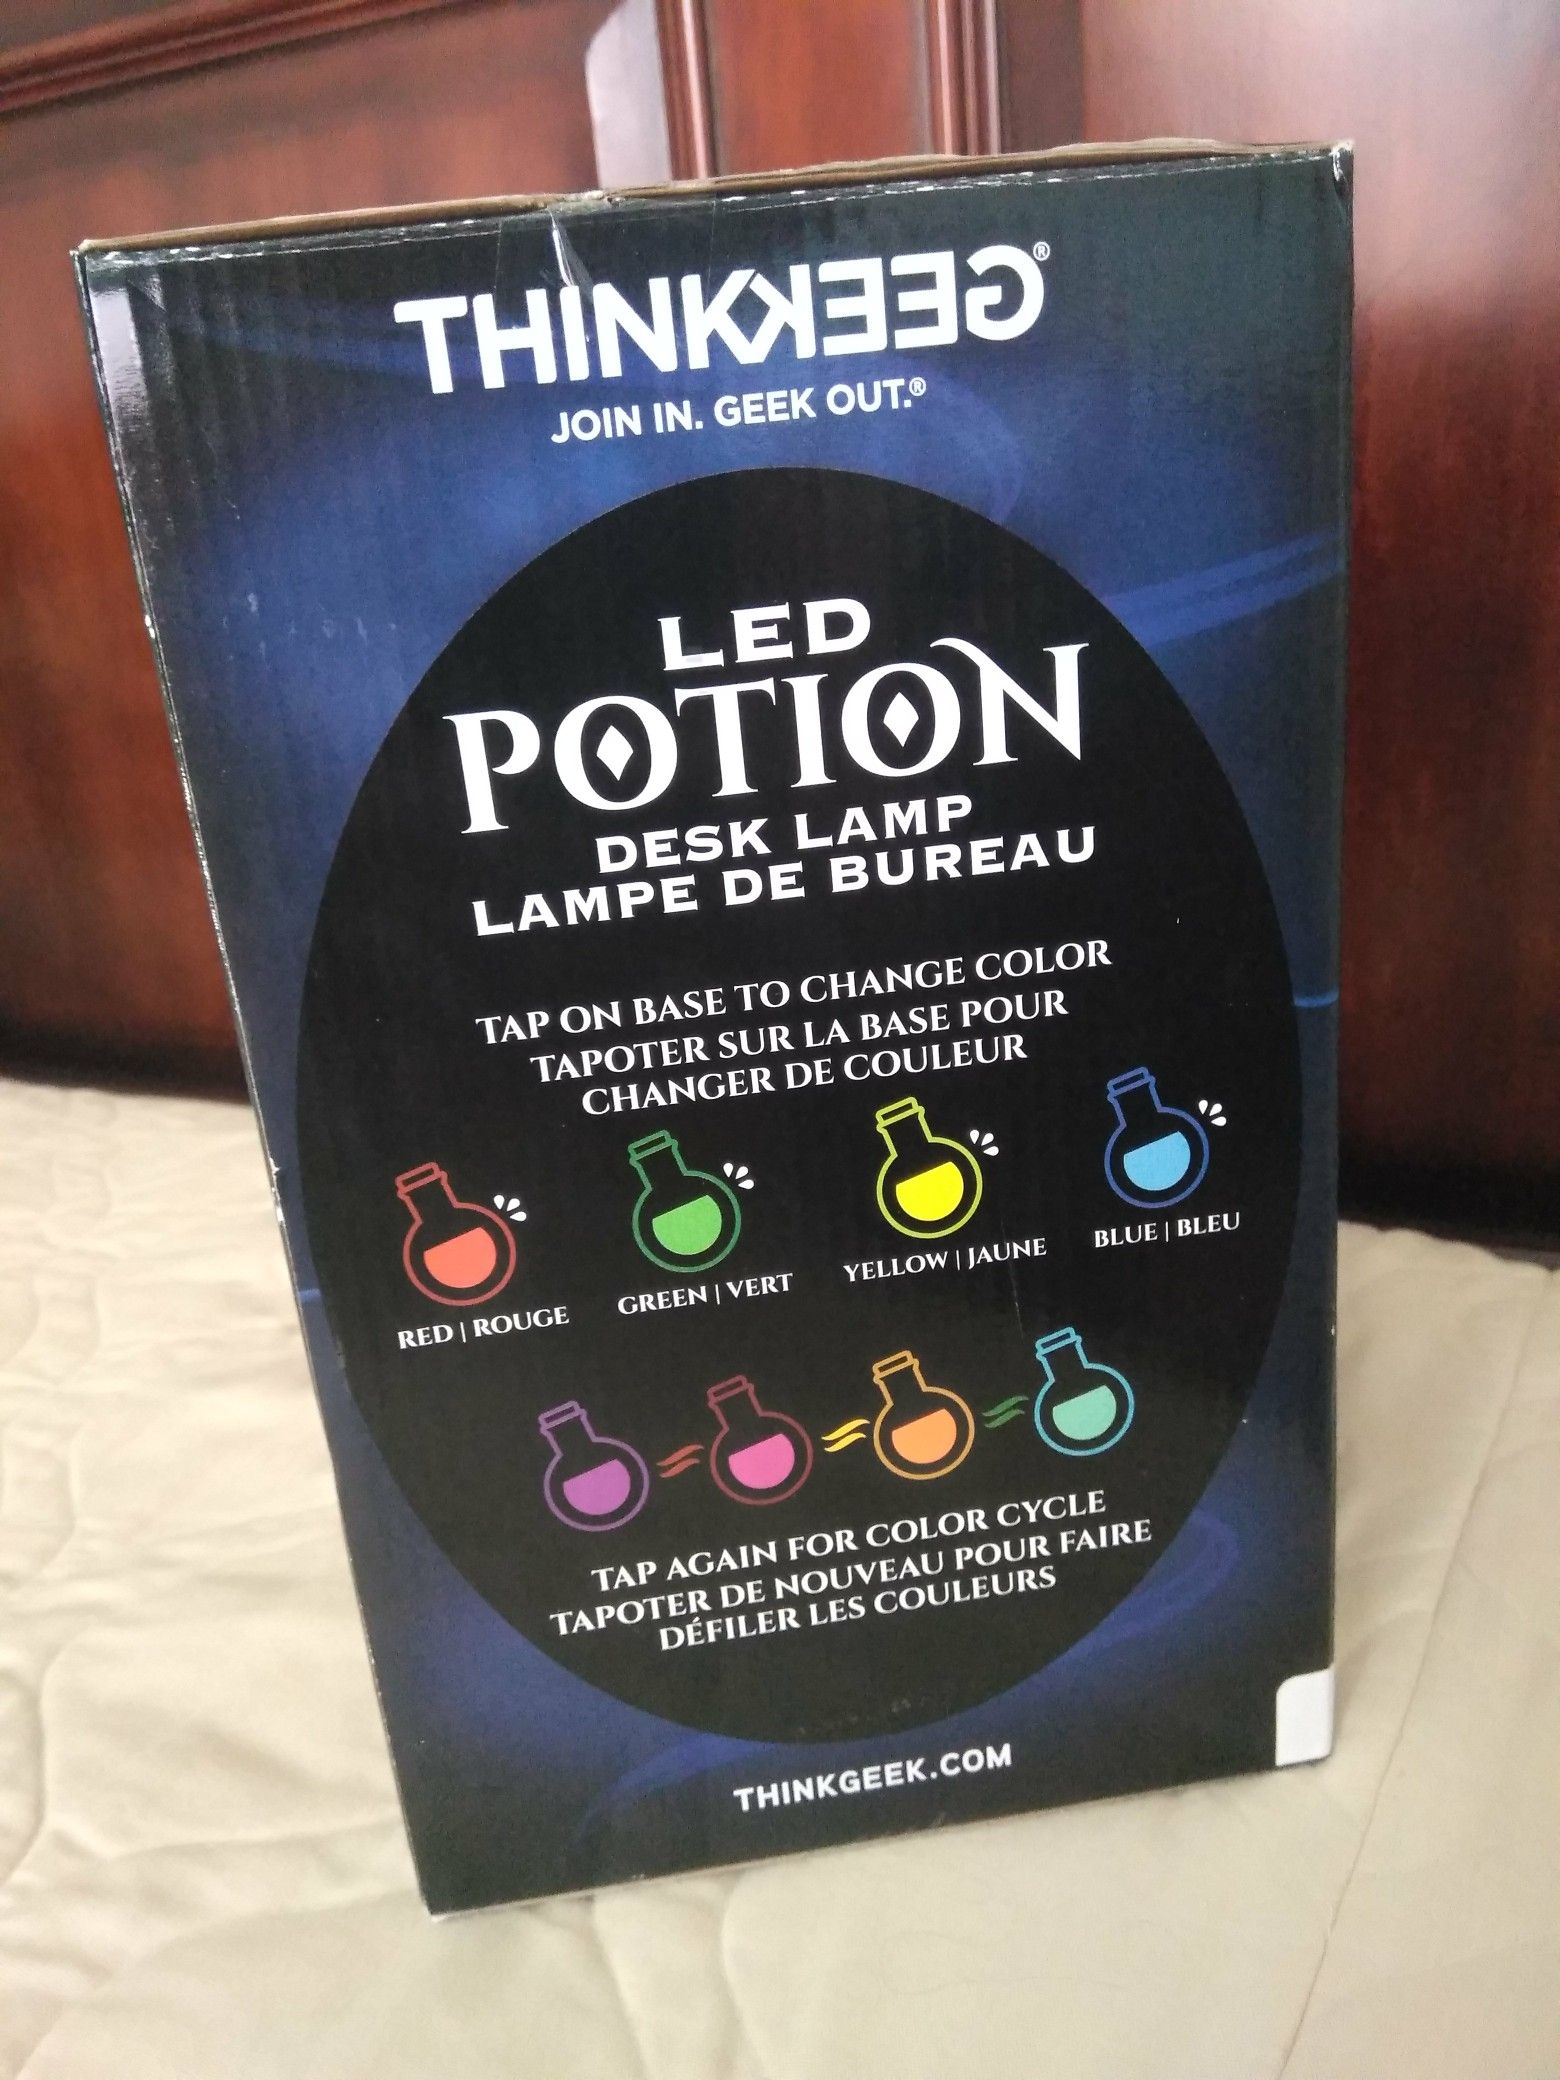 THINKGEEK®
JOIN IN. GEEK OUT.®
LED
POTION
DESK LAMP
LAMPE DE BUREAU
TAP ON BASE TO CHANGE COLOR
TAPOTER SUR LA BASE POUR
CHANGER DE COULEUR
RED | ROUGE
GREEN | VERT
YELLOW | JAUNE
BLUE | BLEU
TAP AGAIN FOR COLOR CYCLE
TAPOTER DE NOUVEAU POUR FAIRE
DÉFILER LES COULEURS
THINKGEEK.COM